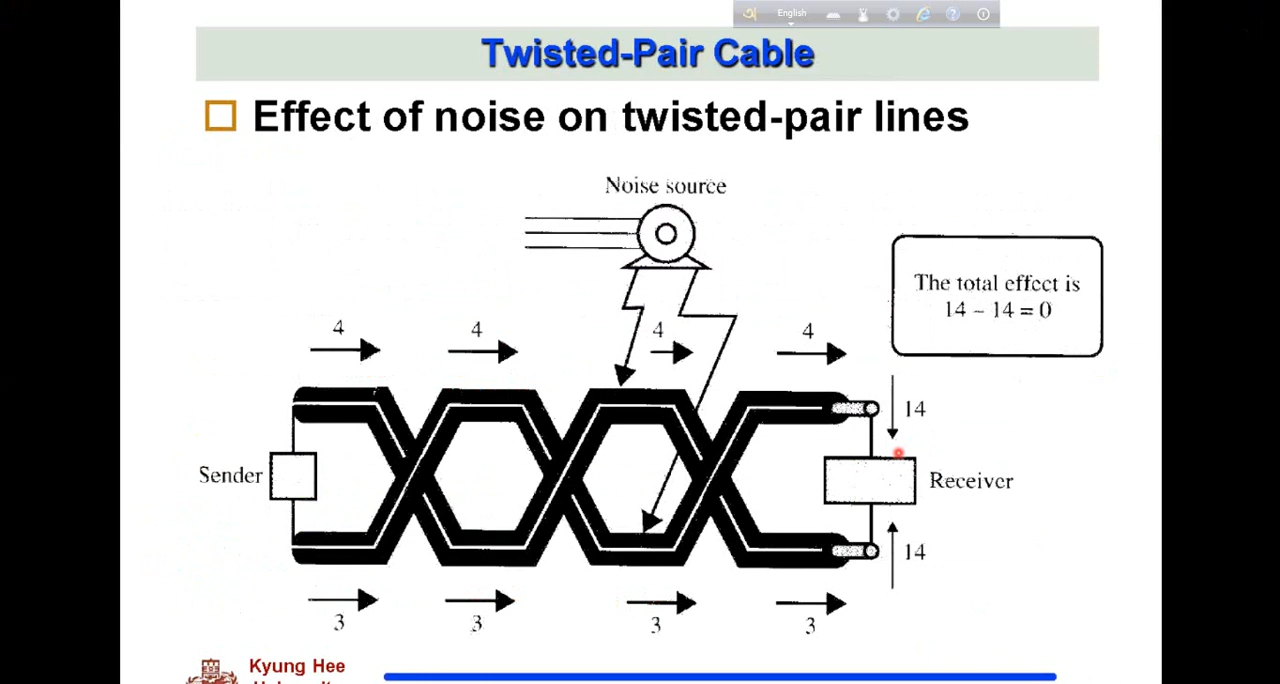 অ English
Twisted-Pair Cable
Effect of noise on twisted-pair lines
Noise source
The total effect is
14 – 14 = 0
4 4 4 4
14
Sender
Receiver
14
3 3 3 3
Kyung Hee